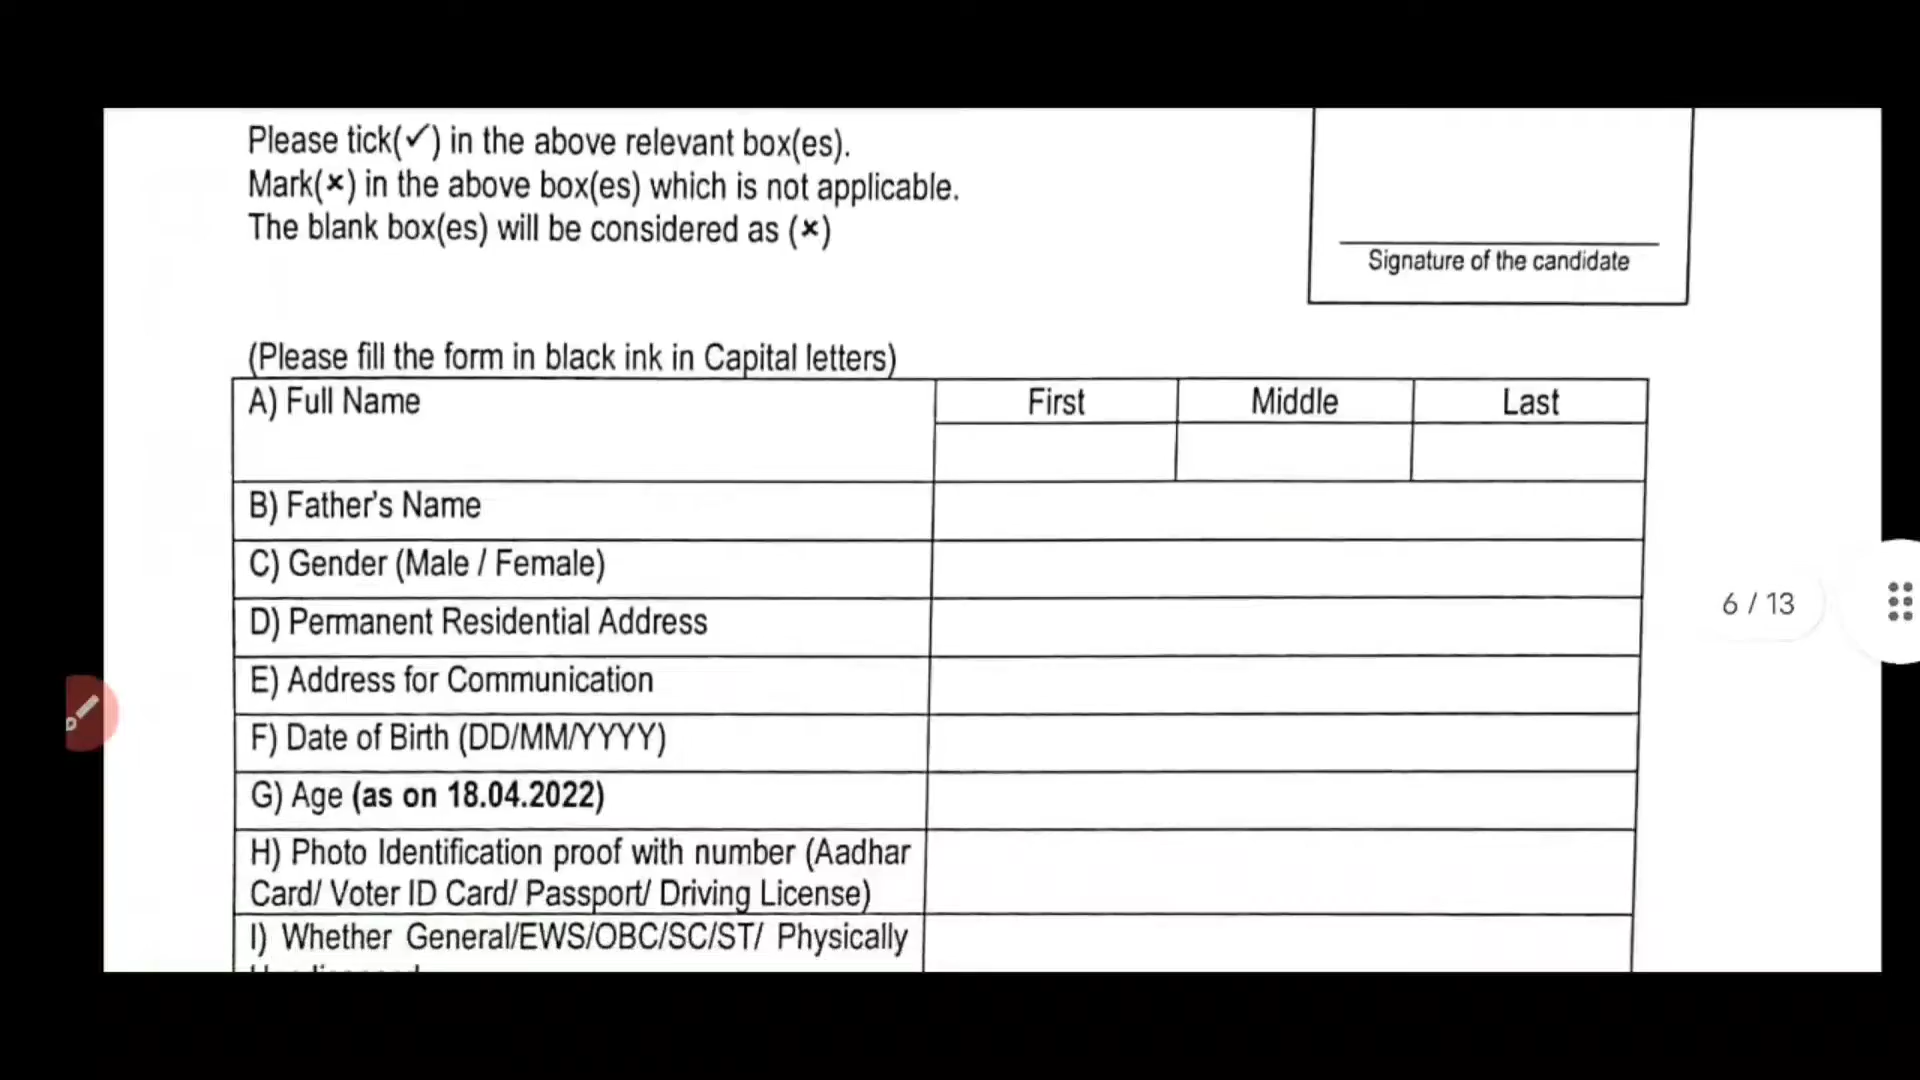 Please tick(✓) in the above relevant box(es).
Mark(×) in the above box(es) which is not applicable.
The blank box(es) will be considered as (×)
Signature of the candidate
(Please fill the form in black ink in Capital letters)
A) Full Name First Middle Last
B) Father's Name
C) Gender (Male / Female)
D) Permanent Residential Address
E) Address for Communication
F) Date of Birth (DD/MM/YYYY)
G) Age (as on 18.04.2022)
H) Photo Identification proof with number (Aadhar
Card/ Voter ID Card/ Passport/ Driving License)
I) Whether General/EWS/OBC/SC/ST/ Physically
6 / 13